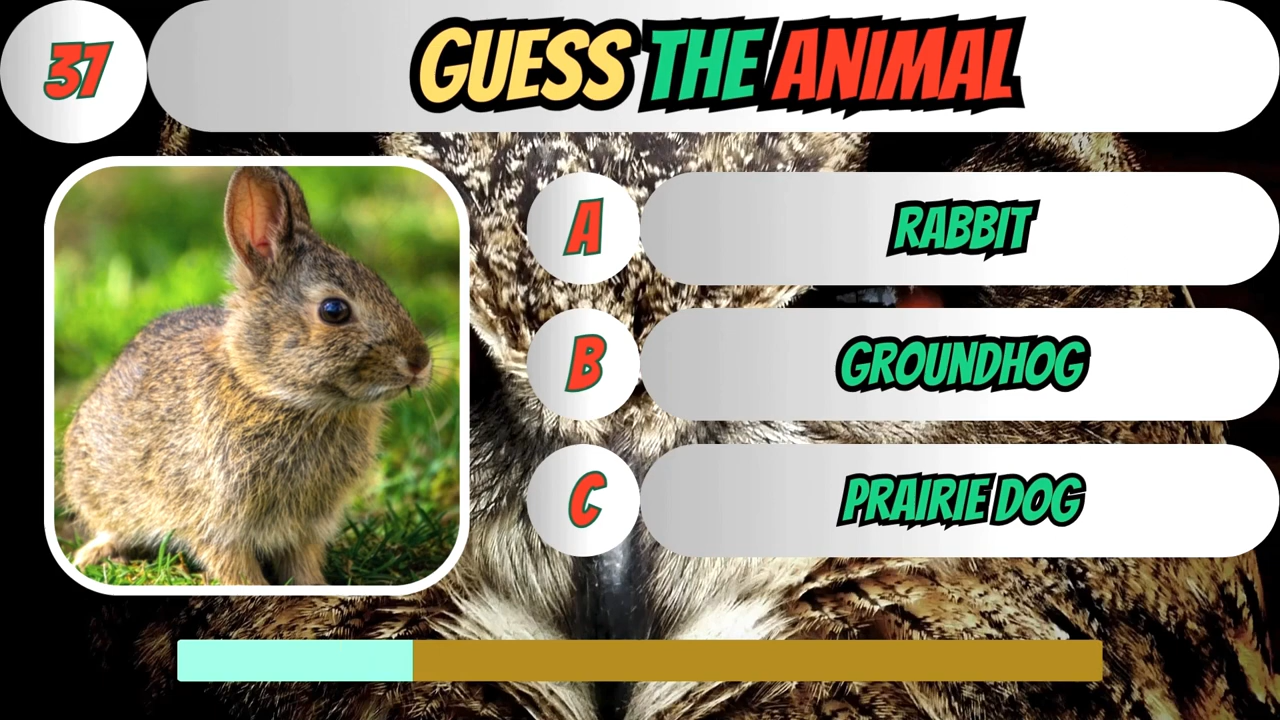 37
GUESS THE ANIMAL
A RABBIT
B GROUNDHOG
C PRAIRIE DOG